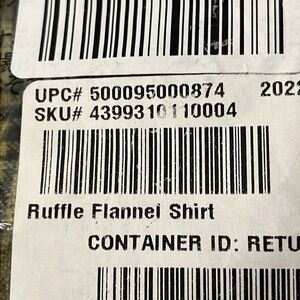 UPC# 500095000874 2022
SKU# 4399310110004
Ruffle Flannel Shirt
CONTAINER ID: RETU